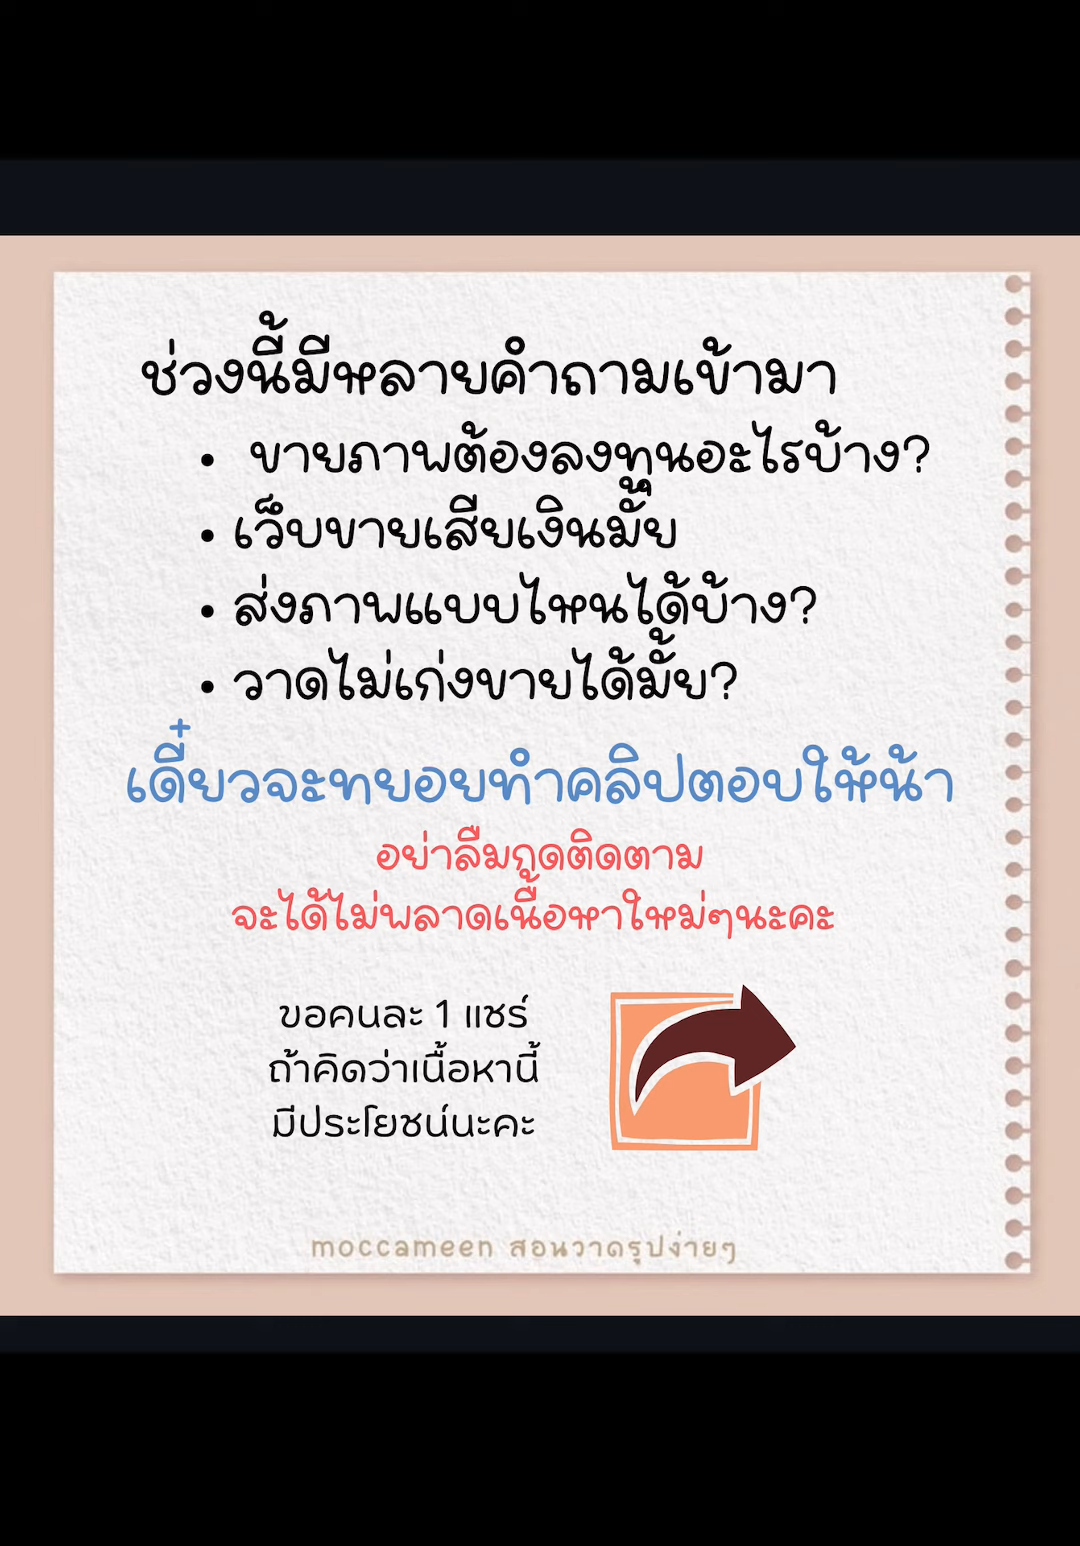 ช่วงนี้มีหลายคำถามเข้ามา
• ขายภาพต้องลงทุนอะไรบ้าง?
• เว็บขายเสียเงินมั้ย
• ส่งภาพแบบไหนได้บ้าง?
• วาดไม่เก่งขายได้มั้ย?
เดี๋ยวจะทยอยทำคลิปตอบให้น้า
อย่าลืมกดติดตาม
จะได้ไม่พลาดเนื้อหาใหม่ๆนะคะ
ขอคนละ 1 แชร์
ถ้าคิดว่าเนื้อหานี้
มีประโยชน์นะคะ
moccameen สอนวาดรูปง่ายๆ